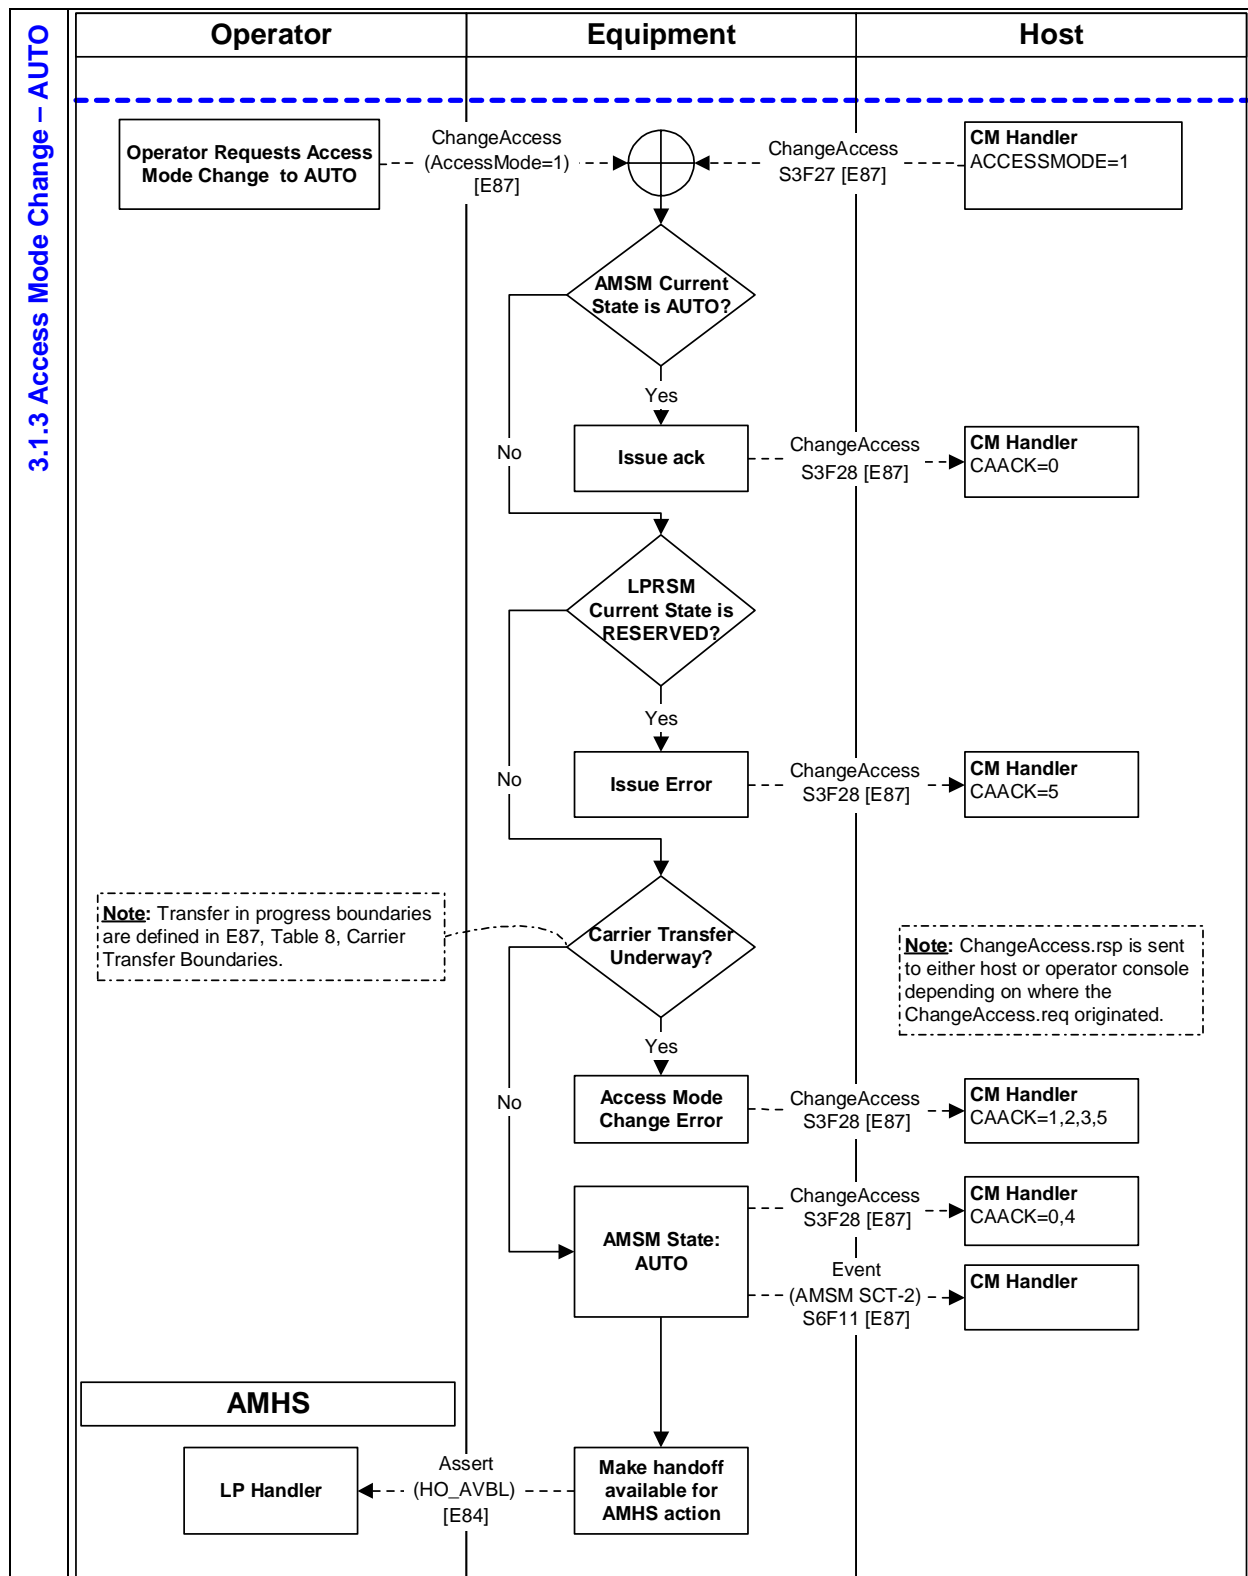 3.1.3 Access Mode Change – AUTO
Operator
Equipment
Host
Operator Requests Access
Mode Change to AUTO
ChangeAccess
(AccessMode=1)
[E87]
ChangeAccess
S3F27 [E87]
CM Handler
ACCESSMODE=1
AMSM Current
State is AUTO?
Yes
No
Issue ack
ChangeAccess
S3F28 [E87]
CM Handler
CAACK=0
LPRSM
Current State is
RESERVED?
Yes
No
Issue Error
ChangeAccess
S3F28 [E87]
CM Handler
CAACK=5
Note: Transfer in progress boundaries
are defined in E87, Table 8, Carrier
Transfer Boundaries.
Carrier Transfer
Underway?
Note: ChangeAccess.rsp is sent
to either host or operator console
depending on where the
ChangeAccess.req originated.
Yes
No
Access Mode
Change Error
ChangeAccess
S3F28 [E87]
CM Handler
CAACK=1,2,3,5
AMSM State:
AUTO
ChangeAccess
S3F28 [E87]
CM Handler
CAACK=0,4
Event
(AMSM SCT-2)
S6F11 [E87]
CM Handler
AMHS
LP Handler
Assert
(HO_AVBL)
[E84]
Make handoff
available for
AMHS action